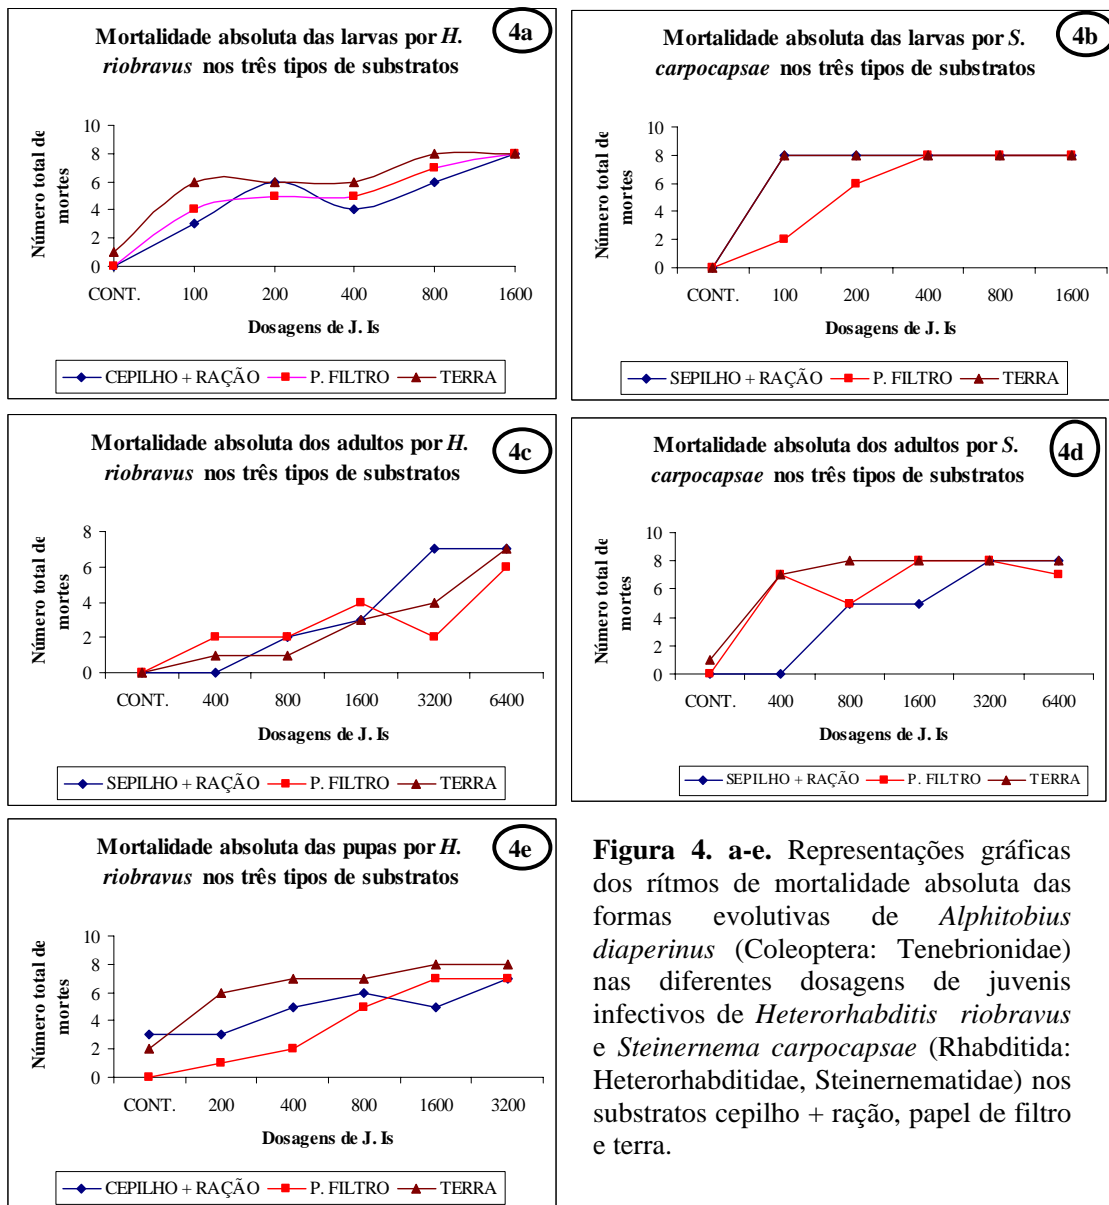 Mortalidade absoluta das larvas por H.
riobravus nos três tipos de substratos
4a
Número total de
mortes
10
8
6
4
2
0
CONT.
100
200
400
800
1600
Dosagens de J. Is
CEPILHO + RAÇÃO
P. FILTRO
TERRA
Mortalidade absoluta das larvas por S.
carpocapsae nos três tipos de substratos
4b
Número total de
mortes
10
8
6
4
2
0
CONT.
100
200
400
800
1600
Dosagens de J. Is
SEPILHO + RAÇÃO
P. FILTRO
TERRA
Mortalidade absoluta dos adultos por H.
riobravus nos três tipos de substratos
4c
Número total de
mortes
8
6
4
2
0
CONT.
400
800
1600
3200
6400
Dosagens de J. Is
SEPILHO + RAÇÃO
P. FILTRO
TERRA
Mortalidade absoluta dos adultos por S.
carpocapsae nos três tipos de substratos
4d
Número total de
mortes
10
8
6
4
2
0
CONT.
400
800
1600
3200
6400
Dosagens de J. Is
SEPILHO + RAÇÃO
P. FILTRO
TERRA
Mortalidade absoluta das pupas por H.
riobravus nos três tipos de substratos
4e
Número total de
mortes
10
8
6
4
2
0
CONT.
200
400
800
1600
3200
Dosagens de J. Is
CEPILHO + RAÇÃO
P. FILTRO
TERRA
Figura 4. a-e. Representações gráficas
dos rítmos de mortalidade absoluta das
formas evolutivas de Alphitobius
diaperinus (Coleoptera: Tenebrionidae)
nas diferentes dosagens de juvenis
infectivos de Heterorhabditis riobravus
e Steinernema carpocapsae (Rhabditida:
Heterorhabditidae, Steinernematidae) nos
substratos cepilho + ração, papel de filtro
e terra.